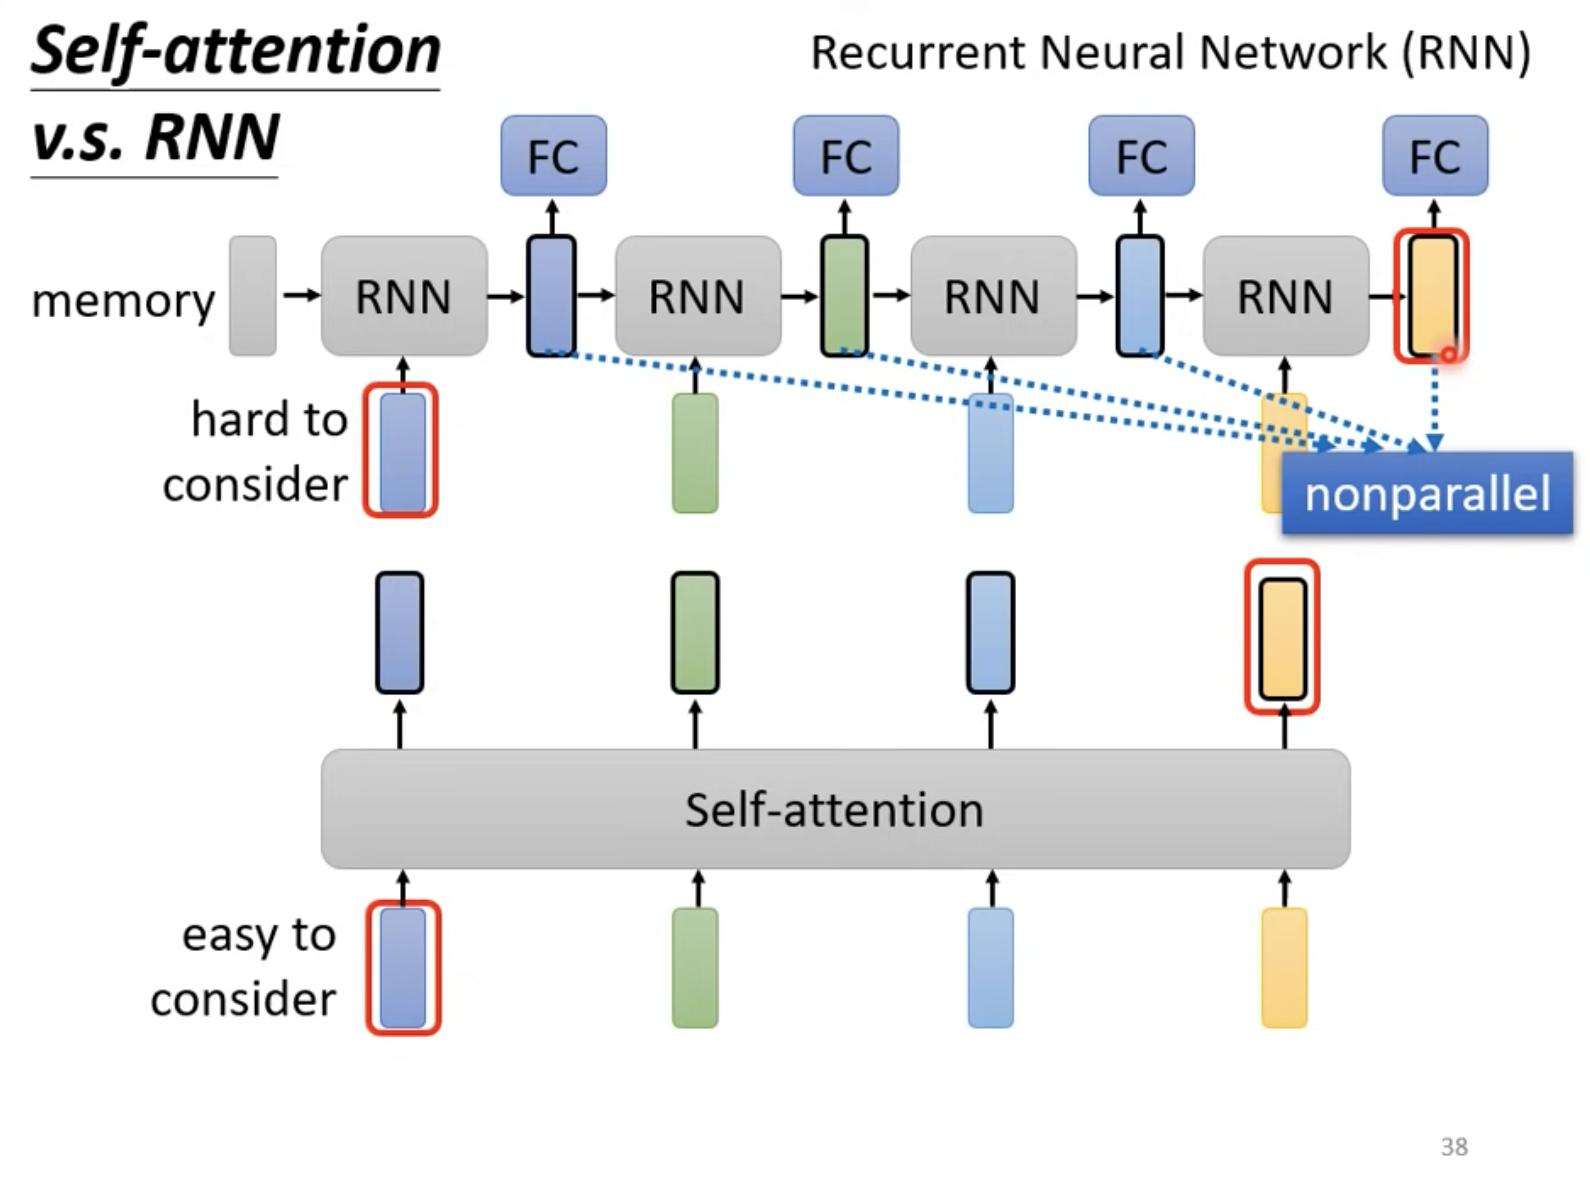 Self-attention
v.s. RNN
Recurrent Neural Network (RNN)
FC
FC
FC
FC
memory
RNN
RNN
RNN
RNN
hard to
consider
nonparallel
Self-attention
easy to
consider
38